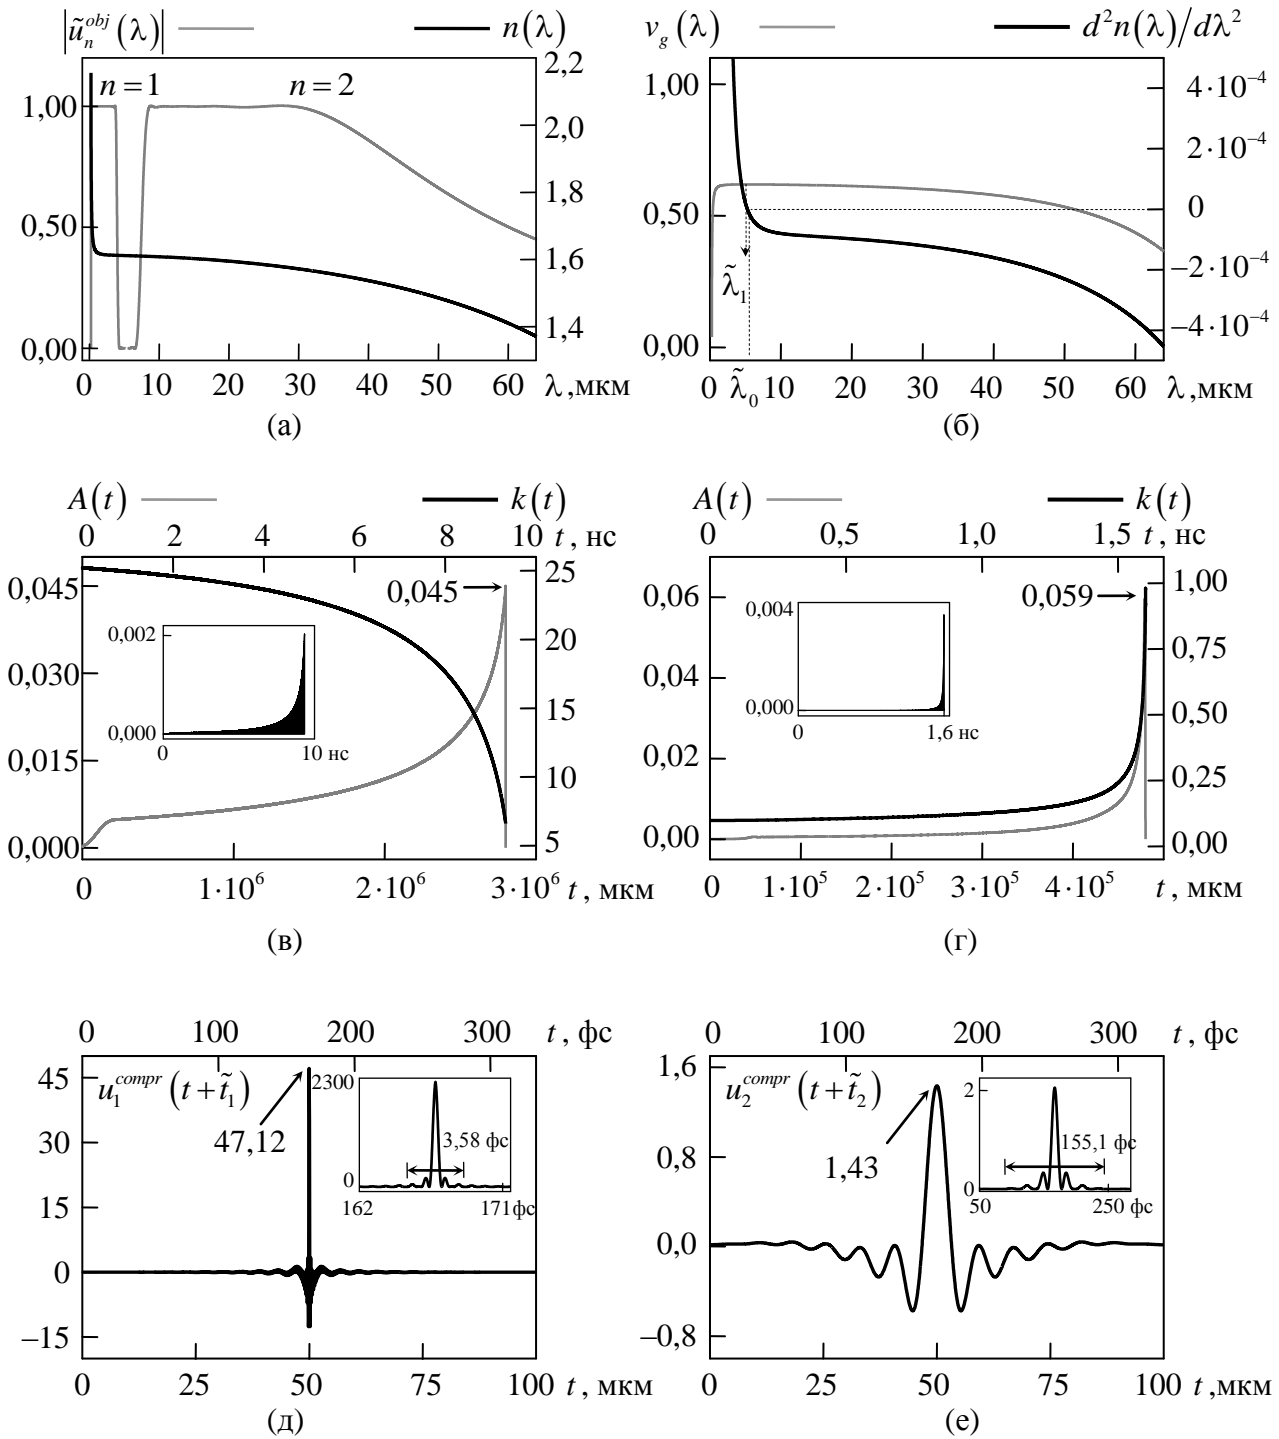 |ũₙᵒᵇʲ(λ)| n(λ)
n = 1 n = 2
1,00
0,50
0,00
2,2
2,0
1,8
1,6
1,4
0 10 20 30 40 50 60 λ,мкм
(а)
v_g(λ) d²n(λ)/dλ²
1,00
0,50
0,00
4·10⁻⁴
2·10⁻⁴
0
−2·10⁻⁴
−4·10⁻⁴
λ̃₁
0 λ̃₀ 10 20 30 40 50 60 λ,мкм
(б)
A(t) k(t)
0 2 4 6 8 10 t, нс
0,045
0,030
0,015
0,000
25
20
15
10
5
0,045
0,002
0,000
0 10 нс
0 1·10⁶ 2·10⁶ 3·10⁶ t, мкм
(в)
A(t) k(t)
0 0,5 1,0 1,5 t, нс
0,06
0,04
0,02
0,00
1,00
0,75
0,50
0,25
0,00
0,059
0,004
0,000
0 1,6 нс
0 1·10⁵ 2·10⁵ 3·10⁵ 4·10⁵ t, мкм
(г)
0 100 200 300 t, фс
45
30
15
0
−15
u₁ᶜᵒᵐᵖʳ(t+t̃₁)
47,12
2300
0
3,58 фс
162 171фс
0 25 50 75 100 t, мкм
(д)
0 100 200 300 t, фс
1,6
0,8
0,0
−0,8
u₂ᶜᵒᵐᵖʳ(t+t̃₂)
1,43
2
0
155,1 фс
50 250 фс
0 25 50 75 100 t,мкм
(е)